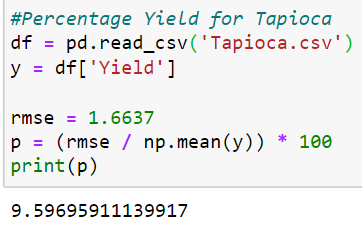 #Percentage Yield for Tapioca
df = pd.read_csv('Tapioca.csv')
y = df['Yield']
rmse = 1.6637
p = (rmse / np.mean(y)) * 100
print(p)
9.59695911139917